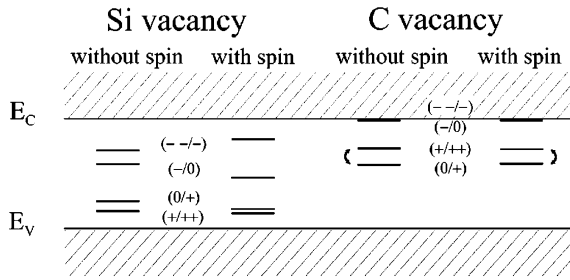 Si vacancy C vacancy
without spin with spin without spin with spin
E_C
(- -/-)
(-/0)
(0/+)
(+/++)
(- -/-)
(-/0)
(+/++)
(0/+)
E_V